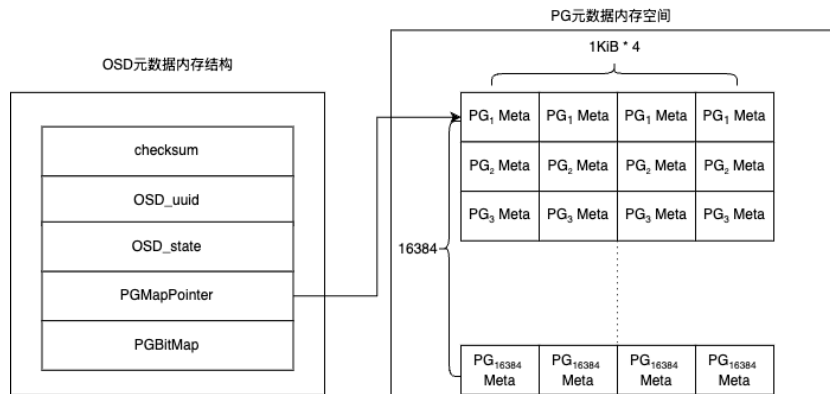 PG元数据内存空间
1KiB * 4
OSD元数据内存结构
checksum
OSD_uuid
OSD_state
PGMapPointer
PGBitMap
16384
PG₁ Meta PG₁ Meta PG₁ Meta PG₁ Meta
PG₂ Meta PG₂ Meta PG₂ Meta PG₂ Meta
PG₃ Meta PG₃ Meta PG₃ Meta PG₃ Meta
PG₁₆₃₈₄ PG₁₆₃₈₄ PG₁₆₃₈₄ PG₁₆₃₈₄
Meta Meta Meta Meta